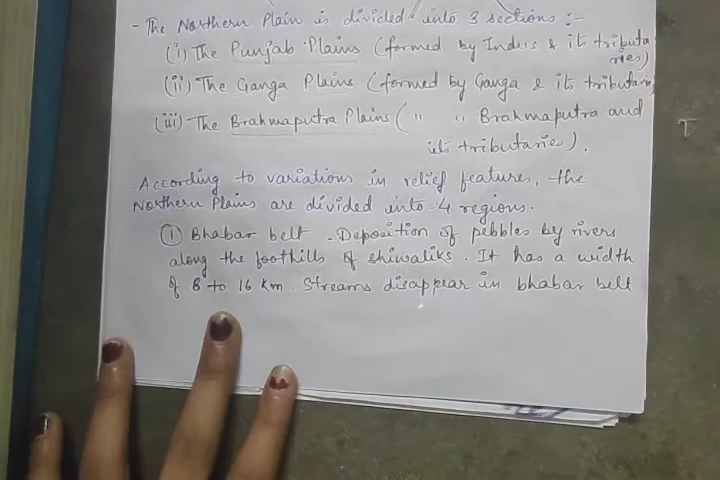 - The Northern Plain is divided into 3 sections :-
(i) The Punjab Plains (formed by Indus & its tributaries)
(ii) The Ganga Plains (formed by Ganga & its
(iii) The Brahmaputra Plains ( " " Brahmaputra and
its tributaries).
According to variations in relief features, the
Northern Plains are divided into 4 regions.
① Bhabar belt - Deposition of pebbles by rivers
along the foothills of shiwaliks. It has a width
of 8 to 16 km. Streams disappear in bhabar belt